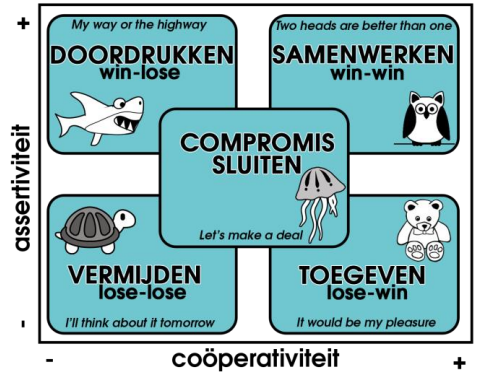 +
My way or the highway
DOORDRUKKEN
win-lose
Two heads are better than one
SAMENWERKEN
win-win
assertiviteit
COMPROMIS
SLUITEN
Let's make a deal
VERMIJDEN
lose-lose
I'll think about it tomorrow
TOEGEVEN
lose-win
It would be my pleasure
-
-
coöperativiteit
+